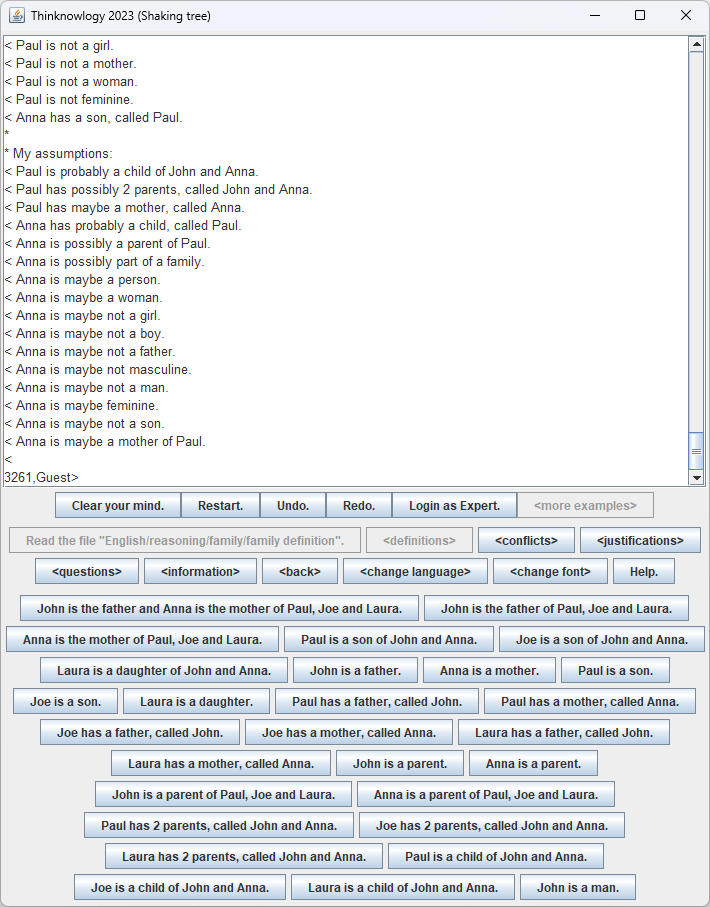 Thinknowlogy 2023 (Shaking tree)
< Paul is not a girl.
< Paul is not a mother.
< Paul is not a woman.
< Paul is not feminine.
< Anna has a son, called Paul.
*
* My assumptions:
< Paul is probably a child of John and Anna.
< Paul has possibly 2 parents, called John and Anna.
< Paul has maybe a mother, called Anna.
< Anna has probably a child, called Paul.
< Anna is possibly a parent of Paul.
< Anna is possibly part of a family.
< Anna is maybe a person.
< Anna is maybe a woman.
< Anna is maybe not a girl.
< Anna is maybe not a boy.
< Anna is maybe not a father.
< Anna is maybe not masculine.
< Anna is maybe not a man.
< Anna is maybe feminine.
< Anna is maybe not a son.
< Anna is maybe a mother of Paul.
<
3261,Guest>
Clear your mind. Restart. Undo. Redo. Login as Expert. <more examples>
Read the file "English/reasoning/family/family definition". <definitions> <conflicts> <justifications>
<questions> <information> <back> <change language> <change font> Help.
John is the father and Anna is the mother of Paul, Joe and Laura. John is the father of Paul, Joe and Laura.
Anna is the mother of Paul, Joe and Laura. Paul is a son of John and Anna. Joe is a son of John and Anna.
Laura is a daughter of John and Anna. John is a father. Anna is a mother. Paul is a son.
Joe is a son. Laura is a daughter. Paul has a father, called John. Paul has a mother, called Anna.
Joe has a father, called John. Joe has a mother, called Anna. Laura has a father, called John.
Laura has a mother, called Anna. John is a parent. Anna is a parent.
John is a parent of Paul, Joe and Laura. Anna is a parent of Paul, Joe and Laura.
Paul has 2 parents, called John and Anna. Joe has 2 parents, called John and Anna.
Laura has 2 parents, called John and Anna. Paul is a child of John and Anna.
Joe is a child of John and Anna. Laura is a child of John and Anna. John is a man.